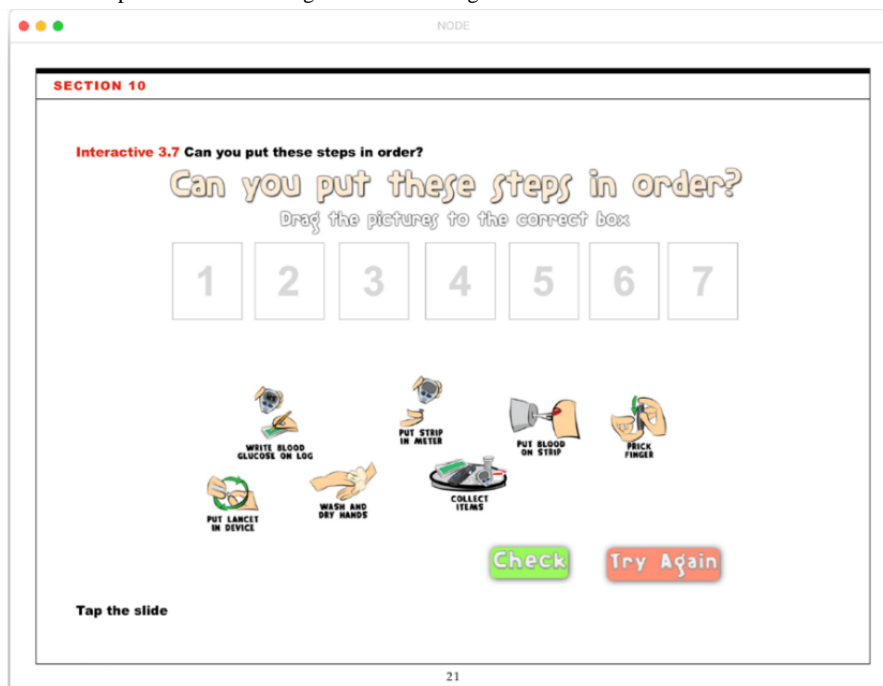 NODE
SECTION 10
Interactive 3.7 Can you put these steps in order?
Can you put these steps in order?
Drag the pictures to the correct box
1 2 3 4 5 6 7
WRITE BLOOD
GLUCOSE ON LOG
PUT STRIP
IN METER
PUT BLOOD
ON STRIP
PRICK
FINGER
PUT LANCET
IN DEVICE
WASH AND
DRY HANDS
COLLECT
ITEMS
Check
Try Again
Tap the slide
21